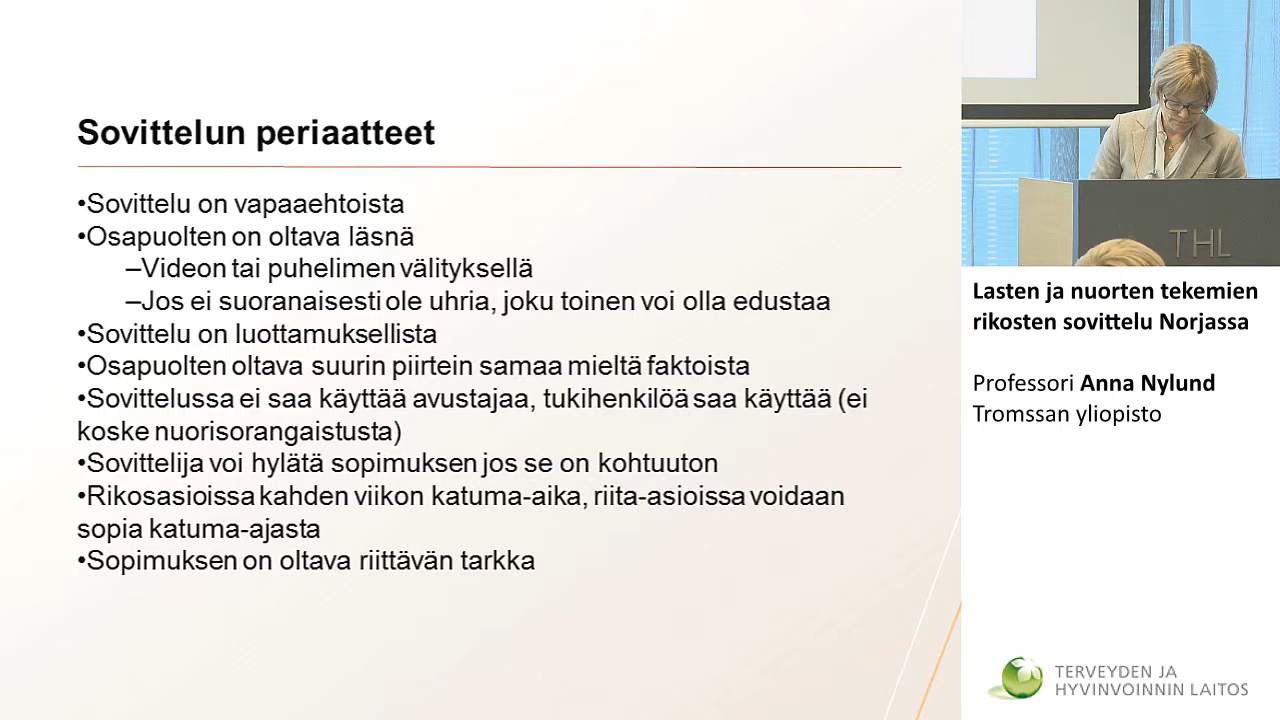 Sovittelun periaatteet
•Sovittelu on vapaaehtoista
•Osapuolten on oltava läsnä
–Videon tai puhelimen välityksellä
–Jos ei suoranaisesti ole uhria, joku toinen voi olla edustaa
•Sovittelu on luottamuksellista
•Osapuolten oltava suurin piirtein samaa mieltä faktoista
•Sovittelussa ei saa käyttää avustajaa, tukihenkilöä saa käyttää (ei
koske nuorisorangaistusta)
•Sovittelija voi hylätä sopimuksen jos se on kohtuuton
•Rikosasioissa kahden viikon katuma-aika, riita-asioissa voidaan
sopia katuma-ajasta
•Sopimuksen on oltava riittävän tarkka
THL
Lasten ja nuorten tekemien
rikosten sovittelu Norjassa
Professori Anna Nylund
Tromssan yliopisto
TERVEYDEN JA
HYVINVOINNIN LAITOS